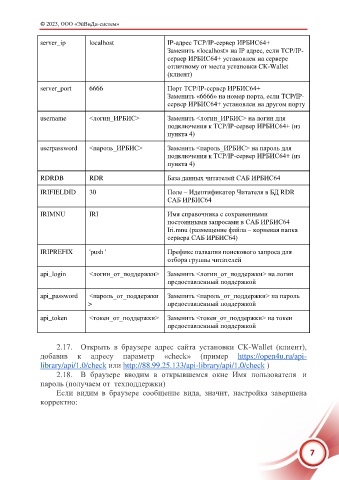 © 2023, ООО «ЭйВиДи-систем»
server_ip localhost IP-адрес TCP/IP-сервер ИРБИС64+
Заменить «localhost» на IP адрес, если TCP/IP-
сервер ИРБИС64+ установлен на сервере
отличному от места установки CK-Wallet
(клиент)
server_port 6666 Порт TCP/IP-сервер ИРБИС64+
Заменить «6666» на номер порта, если TCP/IP-
сервер ИРБИС64+ установлен на другом порту
username <логин_ИРБИС> Заменить <логин_ИРБИС> на логин для
подключения к TCP/IP-сервер ИРБИС64+ (из
пункта 4)
userpassword <пароль_ИРБИС> Заменить <пароль_ИРБИС> на пароль для
подключения к TCP/IP-сервер ИРБИС64+ (из
пункта 4)
RDRDB RDR База данных читателей САБ ИРБИС64
IRIFIELDID 30 Поле – Идентификатор Читателя в БД RDR
САБ ИРБИС64
IRIMNU IRI Имя справочника с сохраненными
постоянными запросами в САБ ИРБИС64
Iri.mnu (размещение файла – корневая папка
сервера САБ ИРБИС64)
IRIPREFIX 'push ' Префикс названия поискового запроса для
отбора группы читателей
api_login <логин_от_поддержки> Заменить <логин_от_поддержки> на логин
предоставленный поддержкой
api_password <пароль_от_поддержки
> Заменить <пароль_от_поддержки> на пароль
предоставленный поддержкой
api_token <токен_от_поддержки> Заменить <токен_от_поддержки> на токен
предоставленный поддержкой
2.17. Открыть в браузере адрес сайта установки CK-Wallet (клиент),
добавив к адресу параметр «check» (пример https://open4u.ru/api-
library/api/1.0/check или http://88.99.25.133/api-library/api/1.0/check )
2.18. В браузере вводим в открывшемся окне Имя пользователя и
пароль (получаем от техподдержки)
Если видим в браузере сообщение вида, значит, настройка завершена
корректно:
7